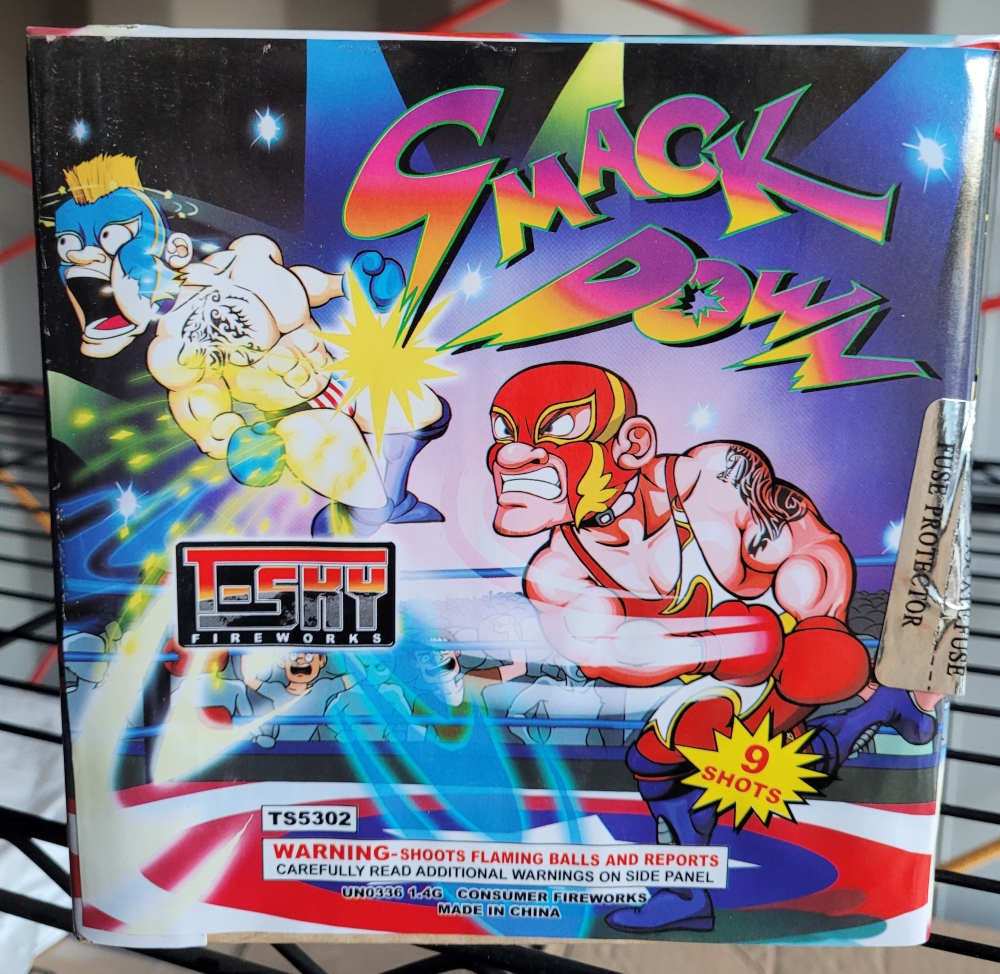 SMACK
DOWN
T-SKY
FIREWORKS
FUSE PROTECTOR
FUSE
9
SHOTS
TS5302
WARNING-SHOOTS FLAMING BALLS AND REPORTS
CAREFULLY READ ADDITIONAL WARNINGS ON SIDE PANEL
UN0336 1.4G CONSUMER FIREWORKS
MADE IN CHINA